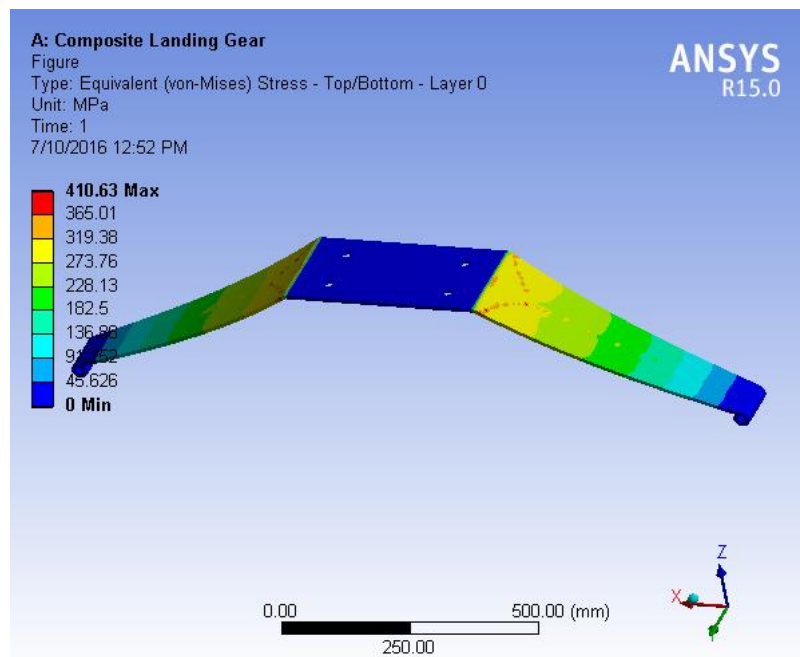 A: Composite Landing Gear
Figure
Type: Equivalent (von-Mises) Stress - Top/Bottom - Layer 0
Unit: MPa
Time: 1
7/10/2016 12:52 PM
ANSYS
R15.0
410.63 Max
365.01
319.38
273.76
228.13
182.5
45.626
0 Min
Z
X
Y
0.00
500.00 (mm)
250.00